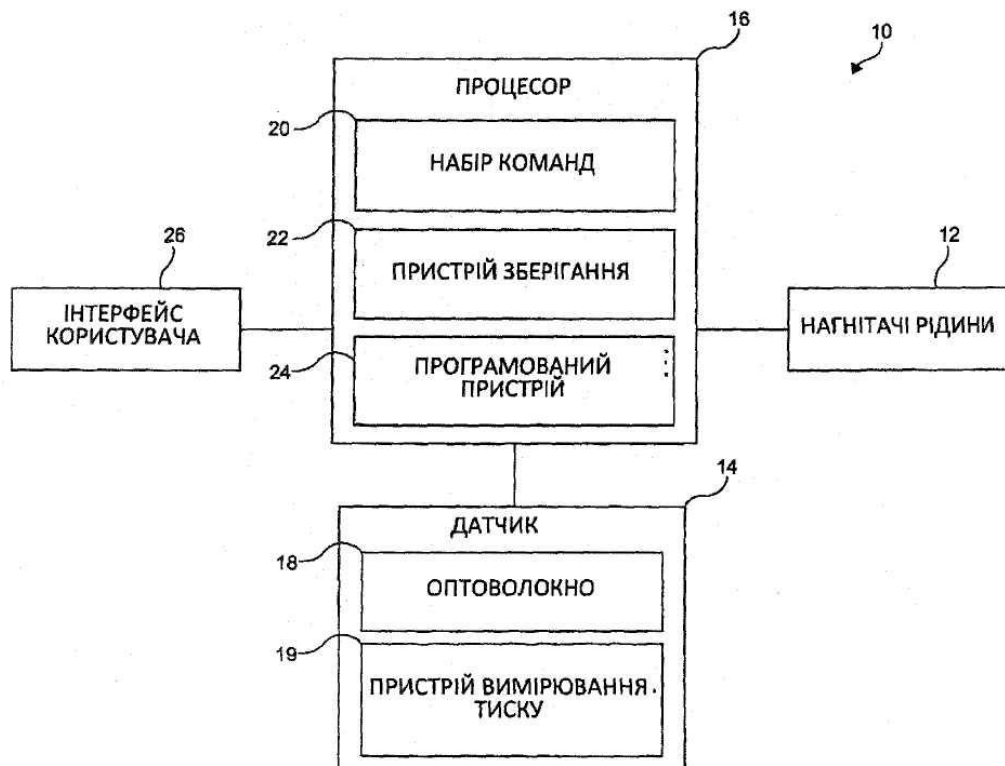 16
10
ПРОЦЕСОР
20
НАБІР КОМАНД
26
22
12
ПРИСТРІЙ ЗБЕРІГАННЯ
ІНТЕРФЕЙС
КОРИСТУВАЧА
НАГНІТАЧІ РІДИНИ
24
ПРОГРАМОВАНИЙ
ПРИСТРІЙ
14
ДАТЧИК
18
ОПТОВОЛОКНО
19
ПРИСТРІЙ ВИМІРЮВАННЯ
ТИСКУ